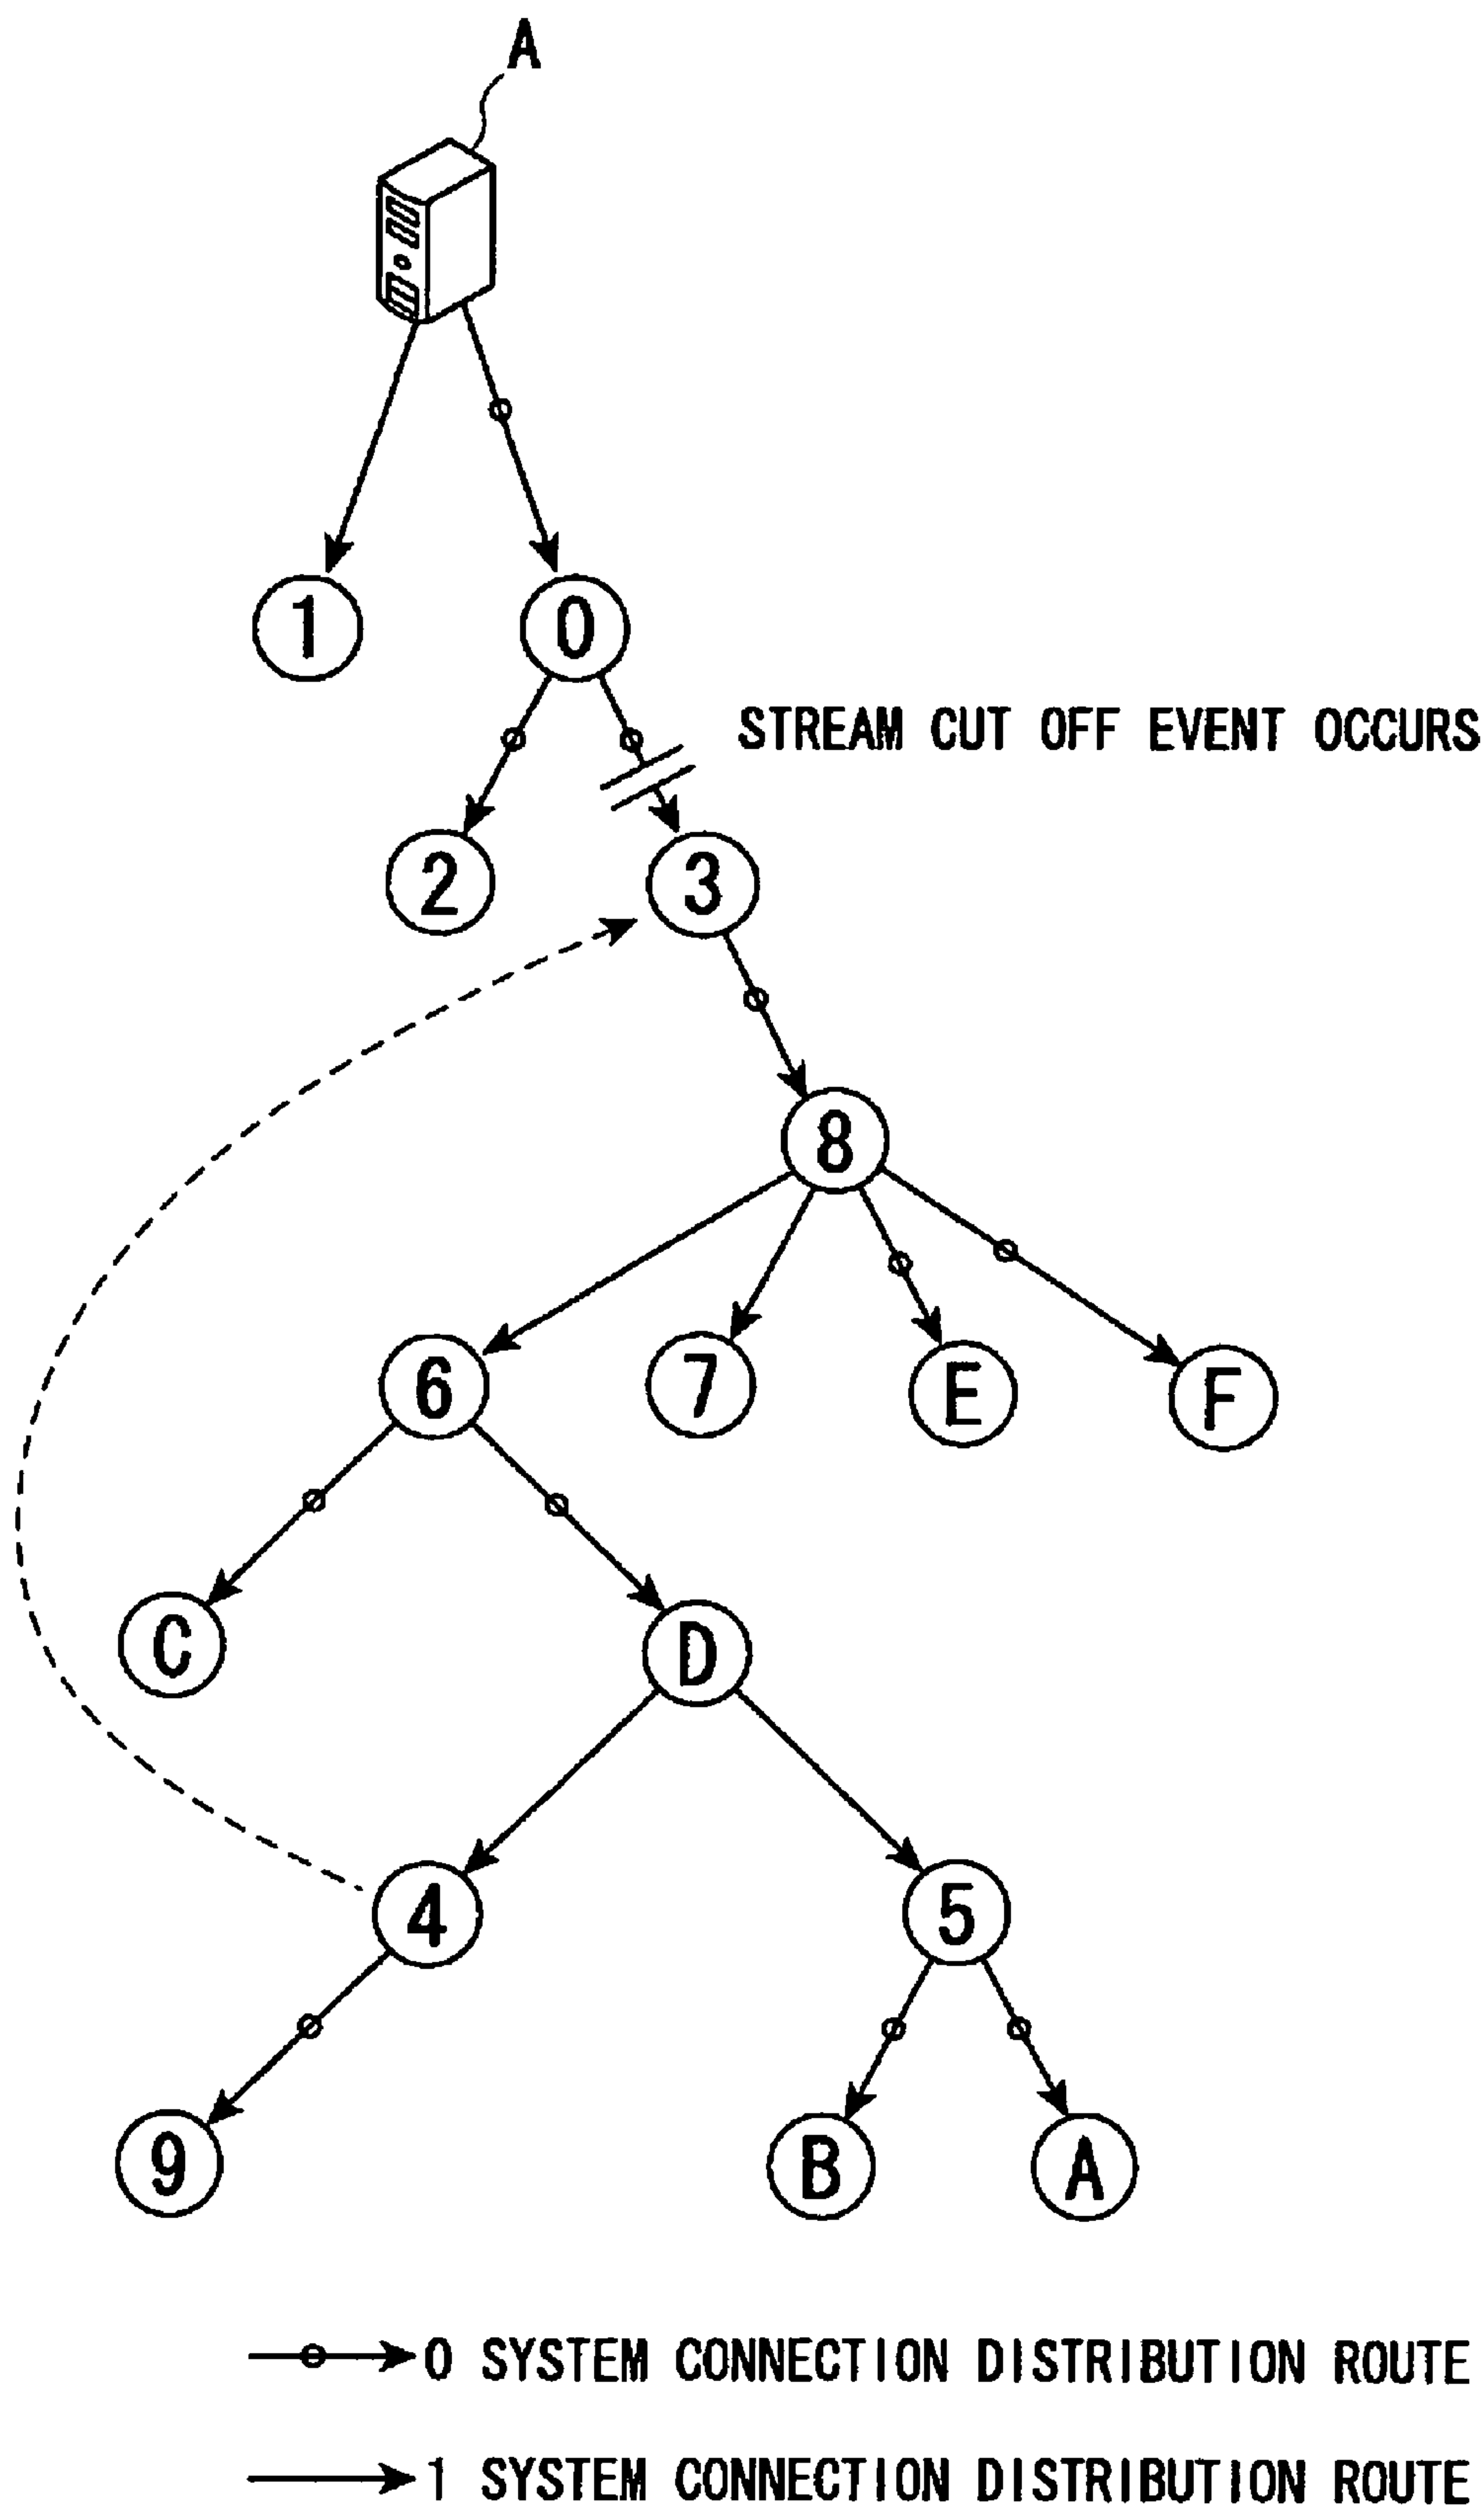 A
1
0
STREAM CUT OFF EVENT OCCURS
2
3
8
6
7
E
F
C
D
4
5
9
B
A
0 SYSTEM CONNECTION DISTRIBUTION ROUTE
1 SYSTEM CONNECTION DISTRIBUTION ROUTE